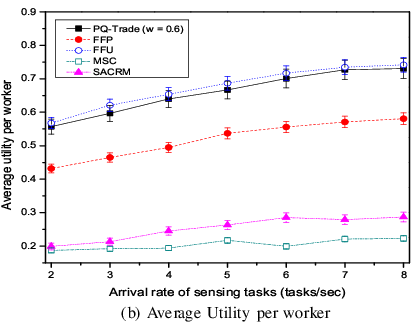 0.9
0.8
0.7
0.6
0.5
0.4
0.3
0.2
PQ-Trade (w = 0.6)
FFP
FFU
MSC
SACRM
Average utility per worker
2 3 4 5 6 7 8
Arrival rate of sensing tasks (tasks/sec)
(b) Average Utility per worker